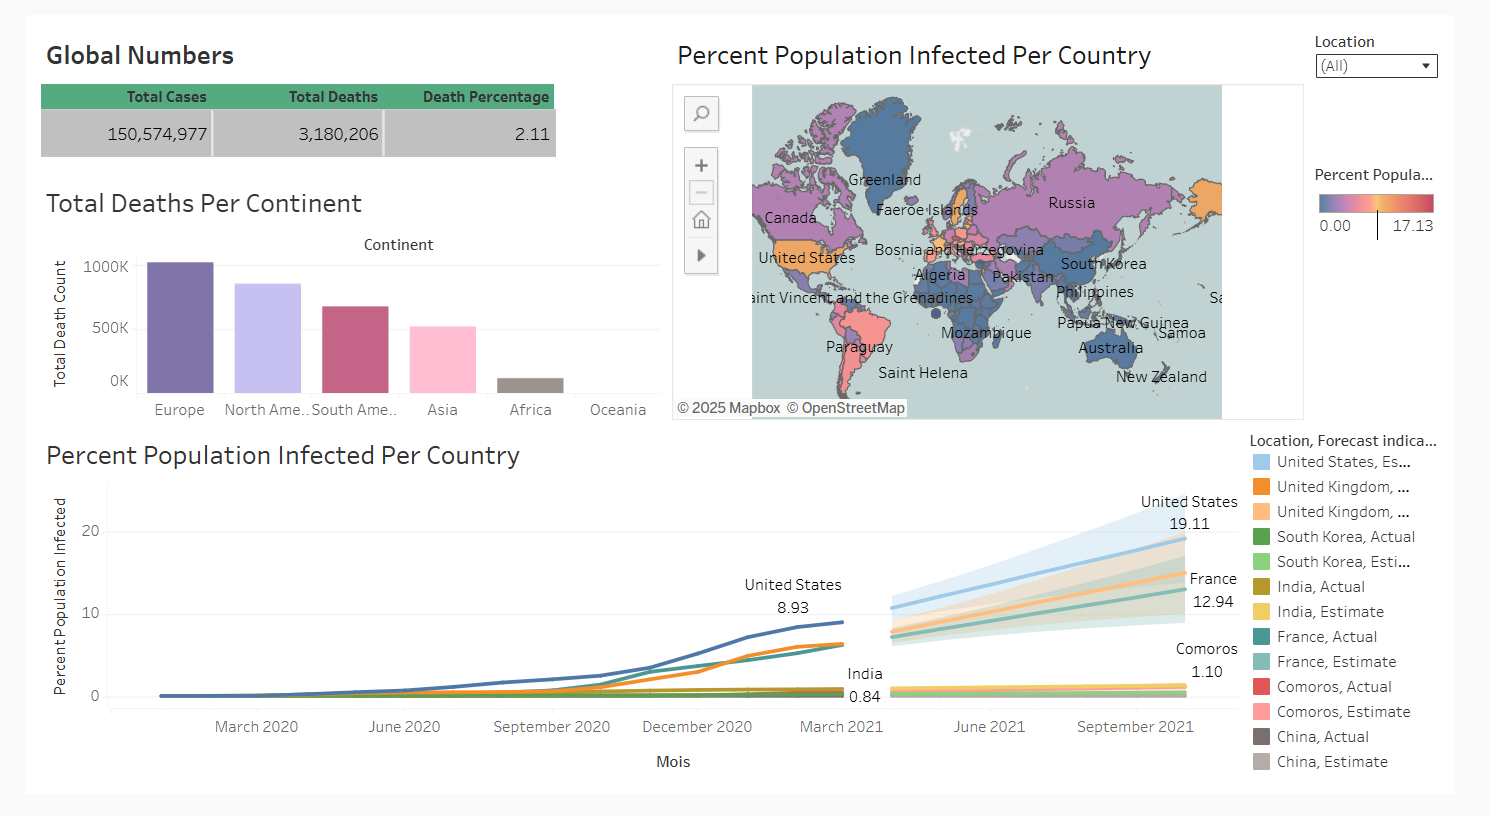 Global Numbers
Total Cases Total Deaths Death Percentage
150,574,977 3,180,206 2.11
Total Deaths Per Continent
Continent
Total Death Count
1000K
500K
0K
Europe North Ame.. South Ame.. Asia Africa Oceania
Percent Population Infected Per Country
Greenland
Canada
Faeroe Islands
Russia
United States
Bosnia and Herzegovina
South Korea
Algeria
Pakistan
Philippines
aint Vincent and the Grenadines
Sa
Papua New Guinea
Samoa
Mozambique
Paraguay
Australia
Saint Helena
New Zealand
© 2025 Mapbox © OpenStreetMap
Location
(All)
Percent Popula...
0.00 17.13
Percent Population Infected Per Country
Percent Population Infected
20
10
0
United States
8.93
India
0.84
United States
19.11
France
12.94
Comoros
1.10
March 2020 June 2020 September 2020 December 2020 March 2021 June 2021 September 2021
Mois
Location, Forecast indica...
United States, Es...
United Kingdom, ...
United Kingdom, ...
South Korea, Actual
South Korea, Esti...
India, Actual
India, Estimate
France, Actual
France, Estimate
Comoros, Actual
Comoros, Estimate
China, Actual
China, Estimate